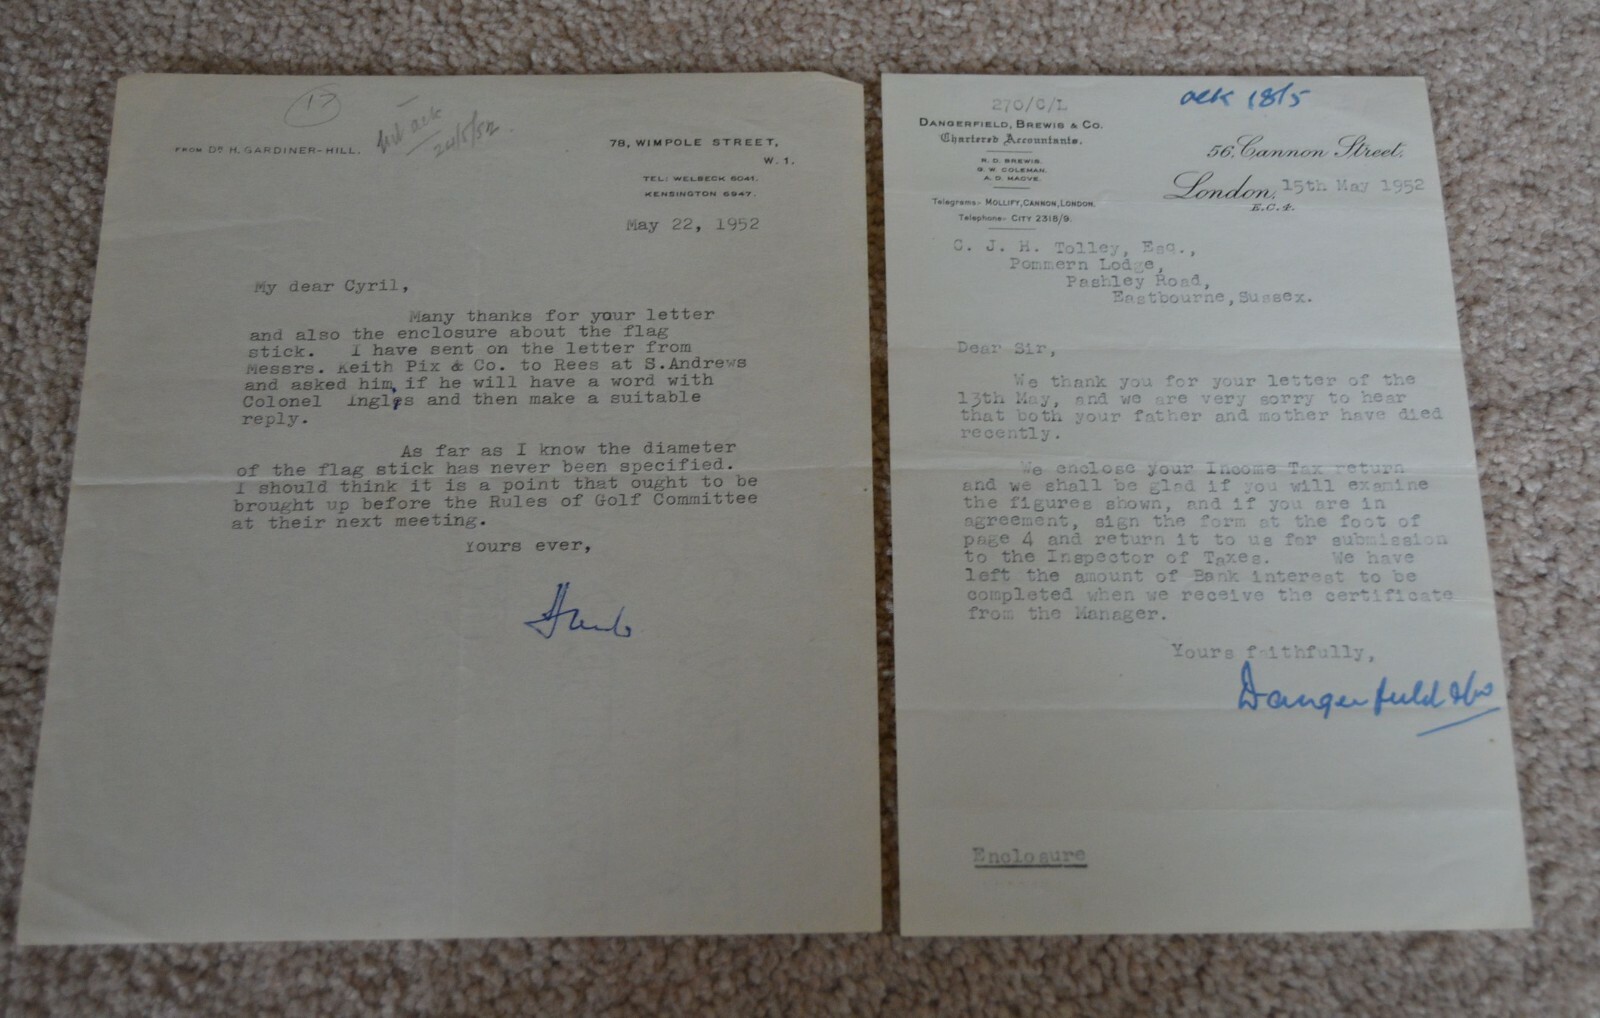 17
ack
24/5/52.
FROM DR H. GARDINER-HILL.
78, WIMPOLE STREET,
W. 1.
TEL: WELBECK 6041.
KENSINGTON 6947.
May 22, 1952
My dear Cyril,
Many thanks for your letter
and also the enclosure about the flag
stick. I have sent on the letter from
Messrs. Keith Pix & Co. to Rees at S.Andrews
and asked him, if he will have a word with
Colonel Inglis and then make a suitable
reply.
As far as I know the diameter
of the flag stick has never been specified.
I should think it is a point that ought to be
brought up before the Rules of Golf Committee
at their next meeting.
Yours ever,
ack 18/5
270/C/L
DANGERFIELD, BREWIS & CO.
Chartered Accountants.
R. D. BREWIS.
G. W. COLEMAN.
A. D. MACVE.
Telegrams: MOLLIFY, CANNON, LONDON.
Telephone: CITY 2318/9.
56, Cannon Street,
London, 15th May 1952
E.C.4.
C. J. H. Tolley, Esq.,
Pommern Lodge,
Pashley Road,
Eastbourne, Sussex.
Dear Sir,
We thank you for your letter of the
13th May, and we are very sorry to hear
that both your father and mother have died
recently.
We enclose your Income Tax return
and we shall be glad if you will examine
the figures shown, and if you are in
agreement, sign the form at the foot of
page 4 and return it to us for submission
to the Inspector of Taxes. We have
left the amount of Bank interest to be
completed when we receive the certificate
from the Manager.
Yours faithfully,
Dangerfield
Enclosure